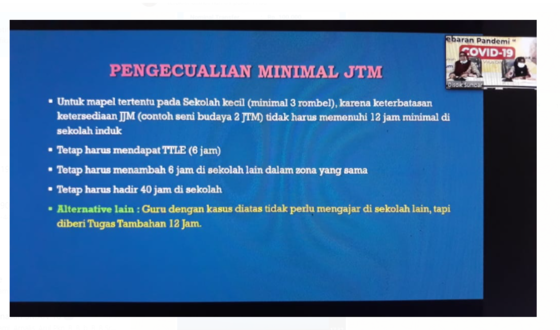 ebaran Pandemi
COVID-19
PENGECUALIAN MINIMAL JTM
▪ Untuk mapel tertentu pada Sekolah kecil (minimal 3 rombel), karena keterbatasan
ketersediaan JJM (contoh seni budaya 2 JTM) tidak harus memenuhi 12 jam minimal di
sekolah induk
▪ Tetap harus mendapat TTLE (6 jam)
▪ Tetap harus menambah 6 jam di sekolah lain dalam zona yang sama
▪ Tetap harus hadir 40 jam di sekolah
▪ Alternative lain : Guru dengan kasus diatas tidak perlu mengajar di sekolah lain, tapi
diberi Tugas Tambahan 12 Jam.